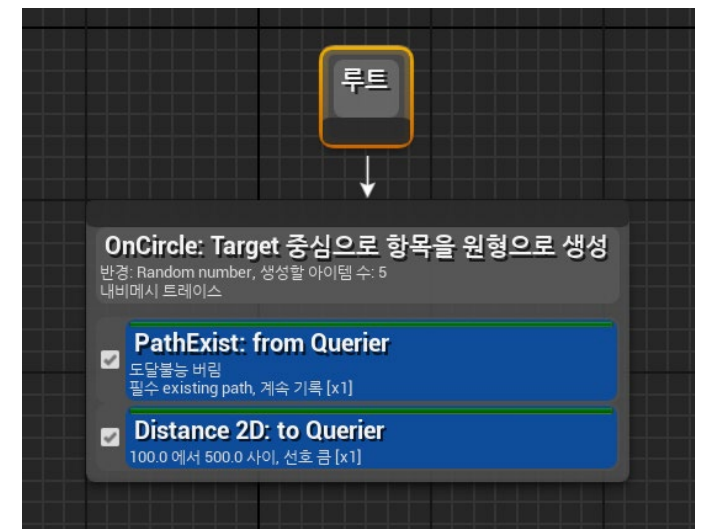 루트
OnCircle: Target 중심으로 항목을 원형으로 생성
반경: Random number, 생성할 아이템 수: 5
내비메시 트레이스
PathExist: from Querier
도달불능 버림
필수 existing path, 계속 기록 [x1]
Distance 2D: to Querier
100.0 에서 500.0 사이, 선호 큼 [x1]